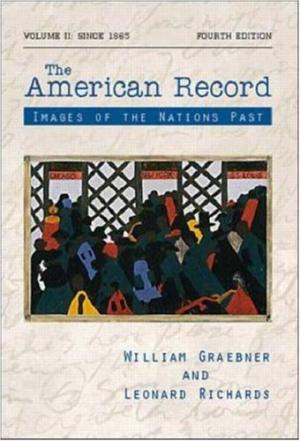 VOLUME II: SINCE 1865 FOURTH EDITION
The
American Record
IMAGES OF THE NATIONS PAST
CHICAGO NEW YORK ST. LOUIS
WILLIAM GRAEBNER
AND
LEONARD RICHARDS